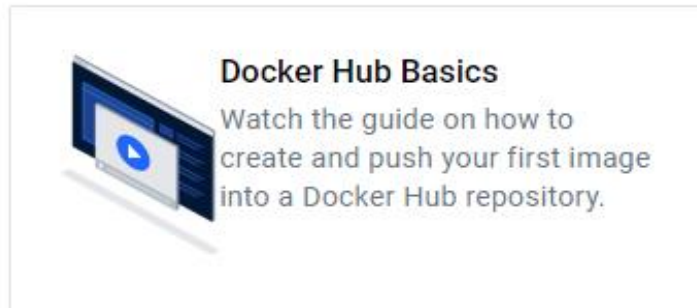 Docker Hub Basics
Watch the guide on how to
create and push your first image
into a Docker Hub repository.